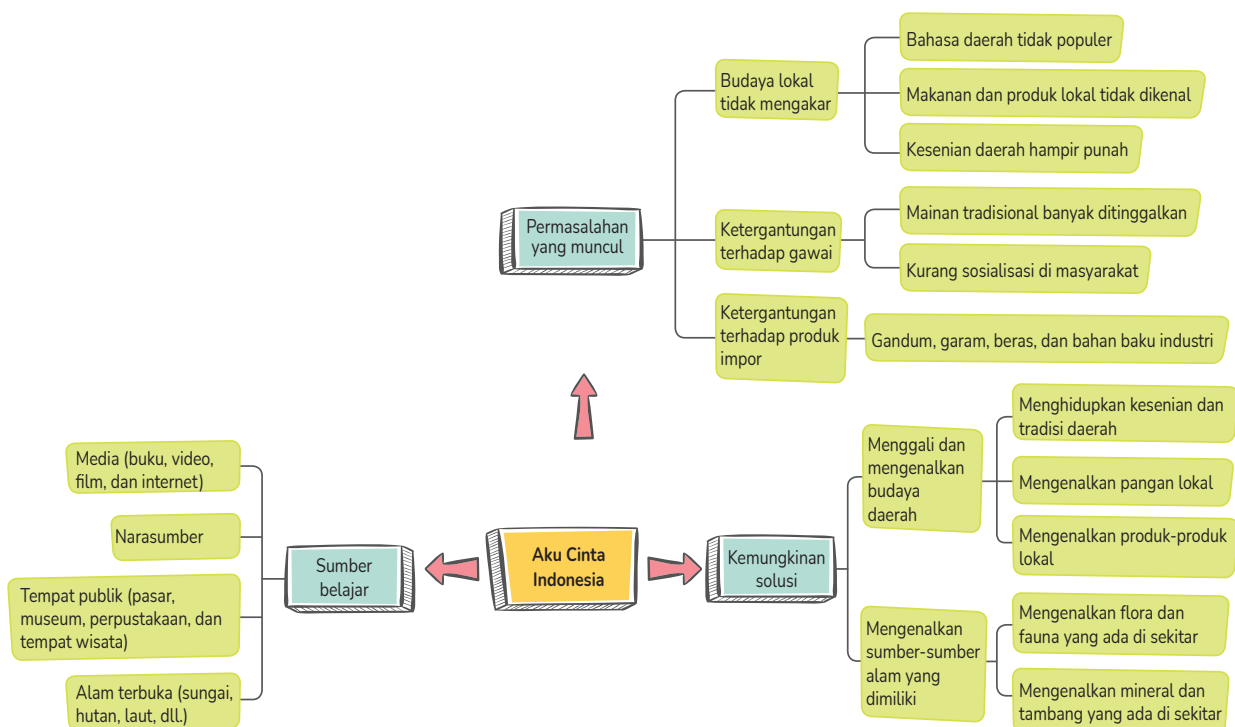 Permasalahan
yang muncul
Budaya lokal
tidak mengakar
Bahasa daerah tidak populer
Makanan dan produk lokal tidak dikenal
Kesenian daerah hampir punah
Ketergantungan
terhadap gawai
Mainan tradisional banyak ditinggalkan
Kurang sosialisasi di masyarakat
Ketergantungan
terhadap produk
impor
Gandum, garam, beras, dan bahan baku industri
Aku Cinta
Indonesia
Sumber
belajar
Media (buku, video,
film, dan internet)
Narasumber
Tempat publik (pasar,
museum, perpustakaan, dan
tempat wisata)
Alam terbuka (sungai,
hutan, laut, dll.)
Kemungkinan
solusi
Menggali dan
mengenalkan
budaya
daerah
Menghidupkan kesenian dan
tradisi daerah
Mengenalkan pangan lokal
Mengenalkan produk-produk
lokal
Mengenalkan
sumber-sumber
alam yang
dimiliki
Mengenalkan flora dan
fauna yang ada di sekitar
Mengenalkan mineral dan
tambang yang ada di sekitar